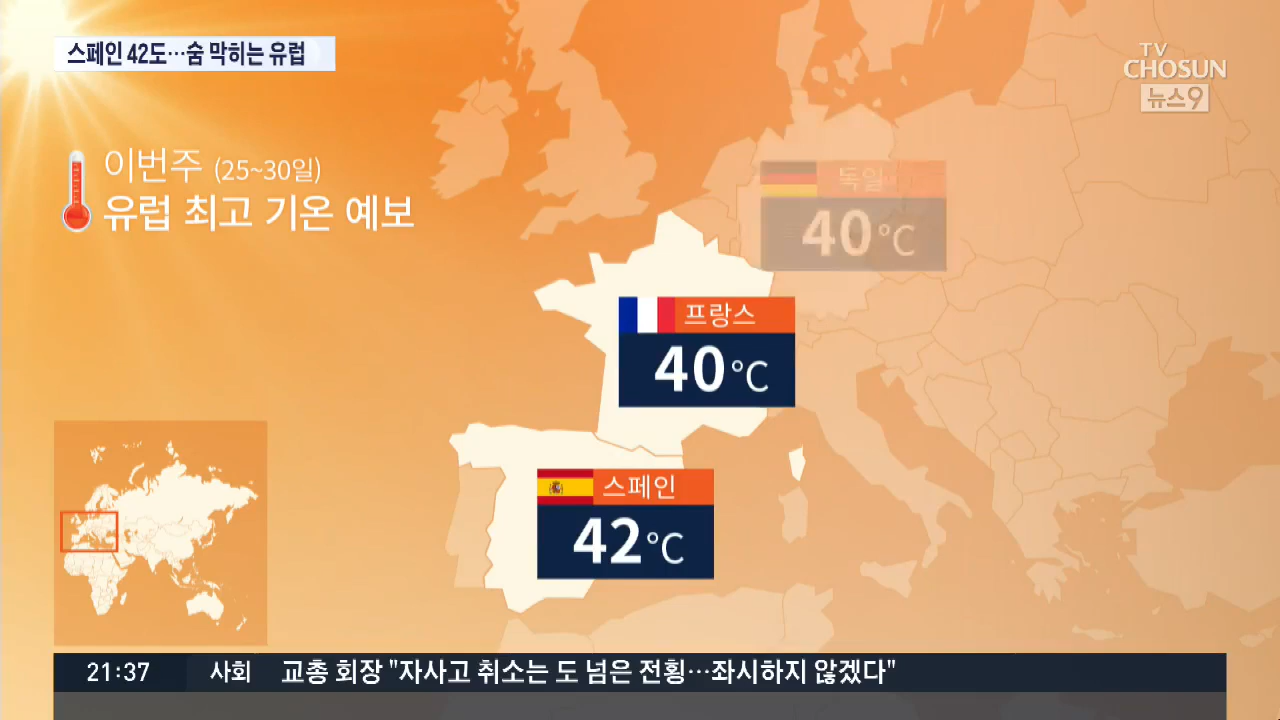 스페인 42도…숨 막히는 유럽
TV
CHOSUN
뉴스9
이번주 (25~30일)
유럽 최고 기온 예보
독일
40℃
프랑스
40℃
스페인
42℃
21:37 사회 교총 회장 "자사고 취소는 도 넘은 전횡…좌시하지 않겠다"